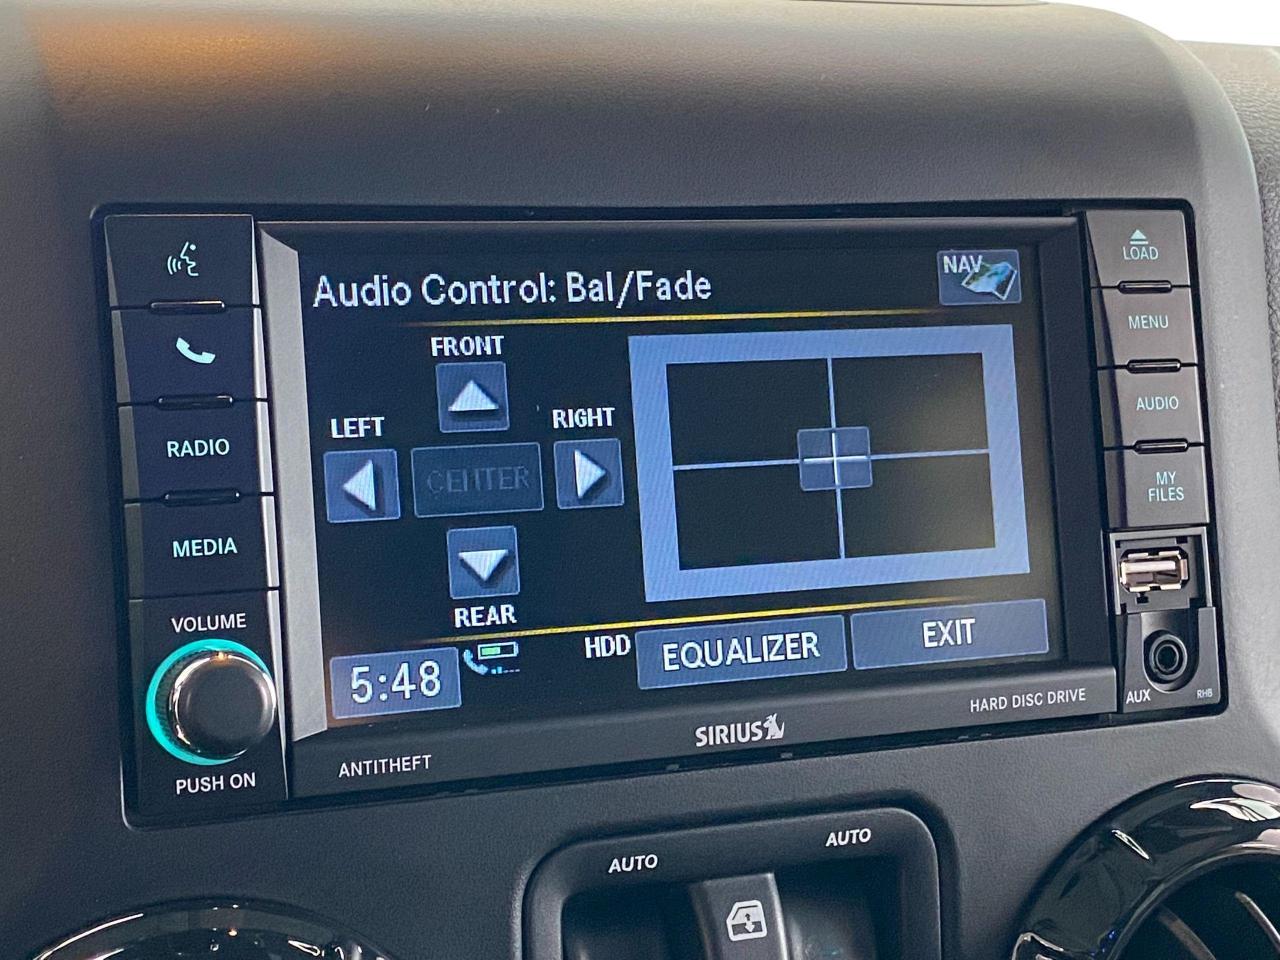 LOAD
MENU
RADIO
AUDIO
MEDIA
MY
FILES
VOLUME
PUSH ON
Audio Control: Bal/Fade
NAV
FRONT
LEFT
RIGHT
CENTER
REAR
5:48
HDD
EQUALIZER
EXIT
ANTITHEFT
SIRIUS
HARD DISC DRIVE
AUX
RHB
AUTO
AUTO